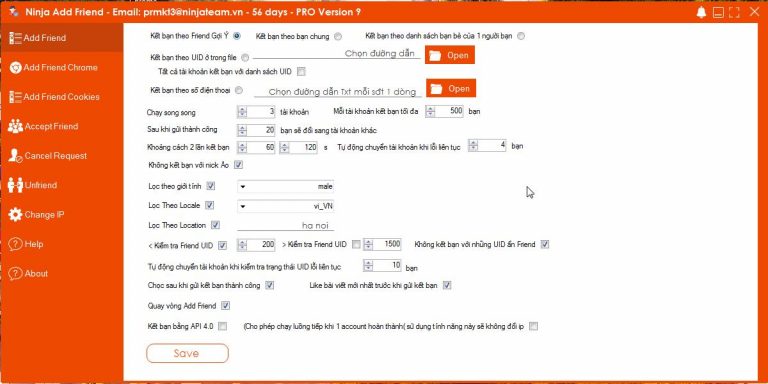 Ninja Add Friend - Email: prmkt3@ninjateam.vn - 56 days - PRO Version 9
Add Friend
Add Friend Chrome
Add Friend Cookies
Accept Friend
Cancel Request
Unfriend
Change IP
Help
About
Kết bạn theo Friend Gợi Ý
Kết bạn theo bạn chung
Kết bạn theo danh sách bạn bè của 1 người bạn
Kết bạn theo UID ở trong file
Chọn đường dẫn
Open
Tất cả tài khoản kết bạn với danh sách UID
Kết bạn theo số điện thoại
Chọn đường dẫn Txt mỗi sđt 1 dòng
Open
Chạy song song 3 tài khoản
Mỗi tài khoản kết bạn tối đa 500 bạn
Sau khi gửi thành công 20 bạn sẽ đổi sang tài khoản khác
Khoảng cách 2 lần kết bạn 60 120 s
Tự động chuyển tài khoản khi lỗi liên tục 4 bạn
Không kết bạn với nick Ảo
Lọc theo giới tính male
Lọc Theo Locale vi_VN
Lọc Theo Location ha noi
< Kiểm tra Friend UID 200
> Kiểm tra Friend UID 1500
Không kết bạn với những UID ẩn Friend
Tự động chuyển tài khoản khi kiểm tra trạng thái UID lỗi liên tục 10 bạn
Chọc sau khi gửi kết bạn thành công
Like bài viết mới nhất trước khi gửi kết bạn
Quay vòng Add Friend
Kết bạn bằng API 4.0
(Cho phép chạy luồng tiếp khi 1 account hoàn thành( sử dụng tính năng này sẽ không đổi ip
Save